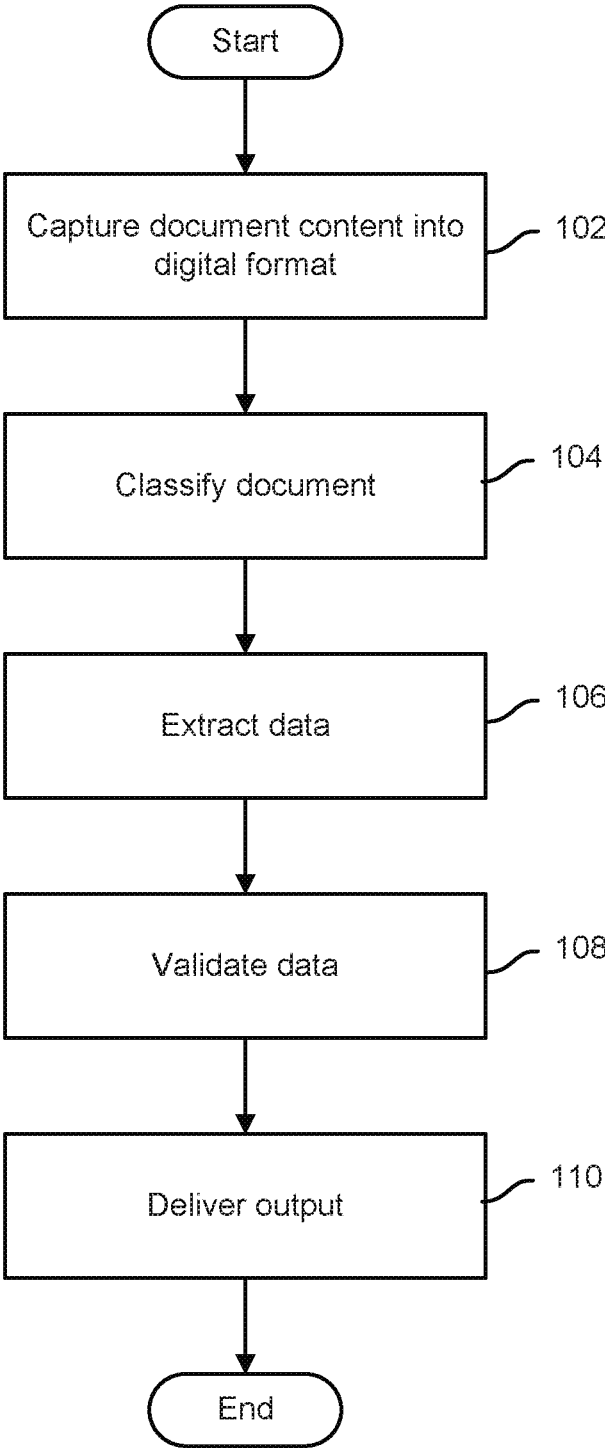 Start
Capture document content into
digital format
102
Classify document
104
Extract data
106
Validate data
108
Deliver output
110
End